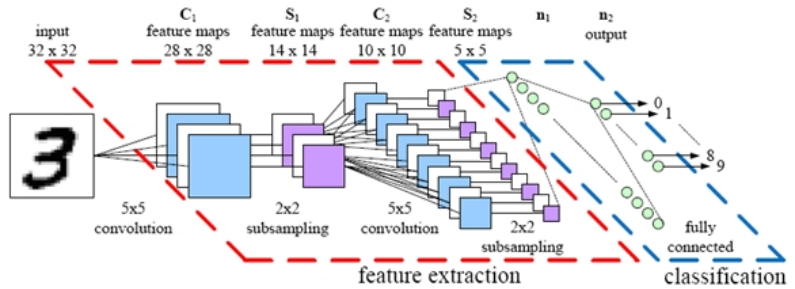 C₁ S₁ C₂ S₂ n₁ n₂
input feature maps feature maps feature maps feature maps output
32 x 32 28 x 28 14 x 14 10 x 10 5 x 5
0
1
8
9
5x5 2x2 5x5 2x2 fully
convolution subsampling convolution subsampling connected
feature extraction classification